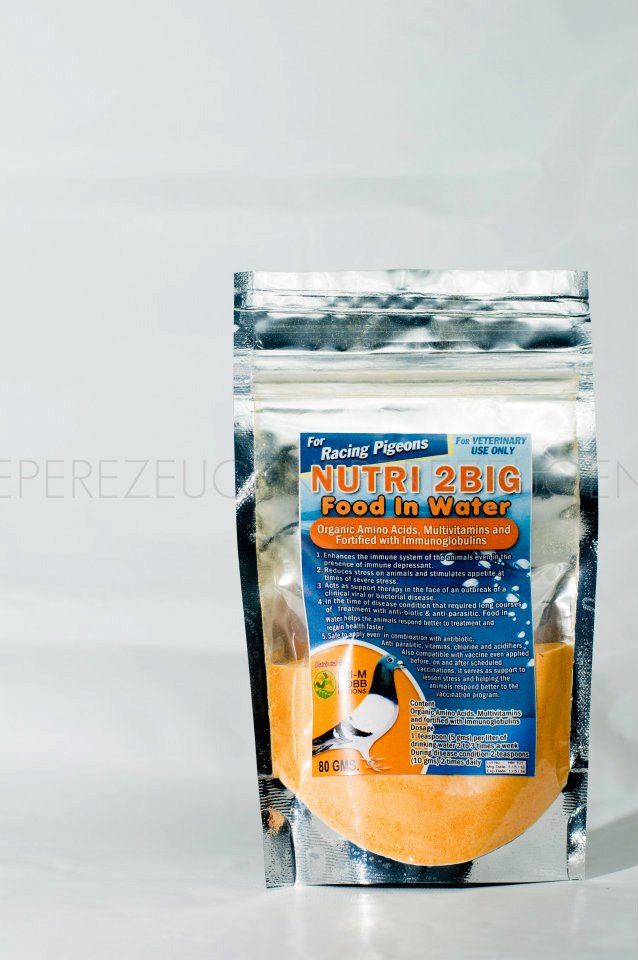 For
Racing Pigeons
FOR VETERINARY
USE ONLY
NUTRI 2BIG
Food In Water
Organic Amino Acids, Multivitamins and
Fortified with Immunoglobulins
1. Enhances the immune system of the animals even in the
presence of immune depressant.
2. Reduces stress on animals and stimulates appetite at
times of severe stress.
3. Acts as support therapy in the face of an outbreak of a
clinical viral or bacterial disease.
4. In the time of disease condition that required long courses
of treatment with anti-biotic & anti-parasitic. Food in
Water helps the animals respond better to treatment and
regain health faster.
5. Safe to apply even in combination with antibiotic.
Anti-parasitic, vitamins, chlorine and acidifiers,
Also compatible with vaccine even applied
before, on and after scheduled
vaccinations, it serves as support to
lessen stress and helping the
animals respond better to the
vaccination program.
Distributed
Content
Organic Amino Acids, Multivitamins
and fortified with Immunoglobulins
Dosage
1 teaspoon (5 gms) per liter of
drinking water 2 to 3 times a week
During disease condition 2 teaspoons
(10 gms) 2 times daily
80 GMS.
Mfg Date
Exp Date